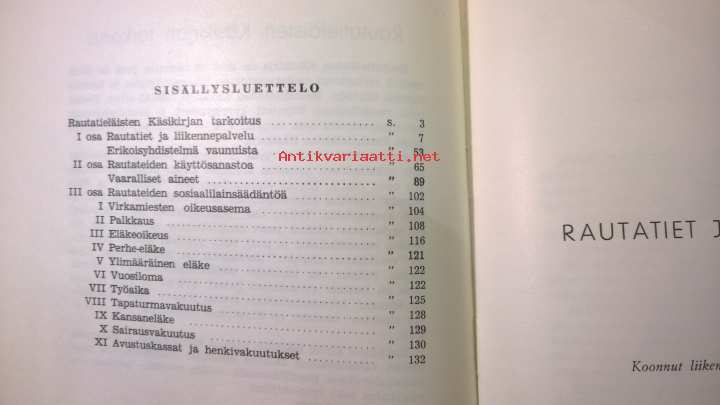 SISÄLLYSLUETTELO
Rautatieläisten Käsikirjan tarkoitus .................. s. 3
I osa Rautatiet ja liikennepalvelu .................. " 7
Erikoisyhdistelmä vaunuista .................. " 53
II osa Rautateiden käyttösanastoa .................. " 65
Vaaralliset aineet .................. " 89
III osa Rautateiden sosiaalilainsäädäntöä .................. " 102
I Virkamiesten oikeusasema .................. " 104
II Palkkaus .................. " 108
III Eläkeoikeus .................. " 116
IV Perhe-eläke .................. " 121
V Ylimääräinen eläke .................. " 122
VI Vuosiloma .................. " 122
VII Työaika .................. " 125
VIII Tapaturmavakuutus .................. " 128
IX Kansaneläke .................. " 129
X Sairausvakuutus .................. " 130
XI Avustuskassat ja henkivakuutukset .................. " 132
Antikvariaatti.net
RAUTATIET J
Koonnut liiken